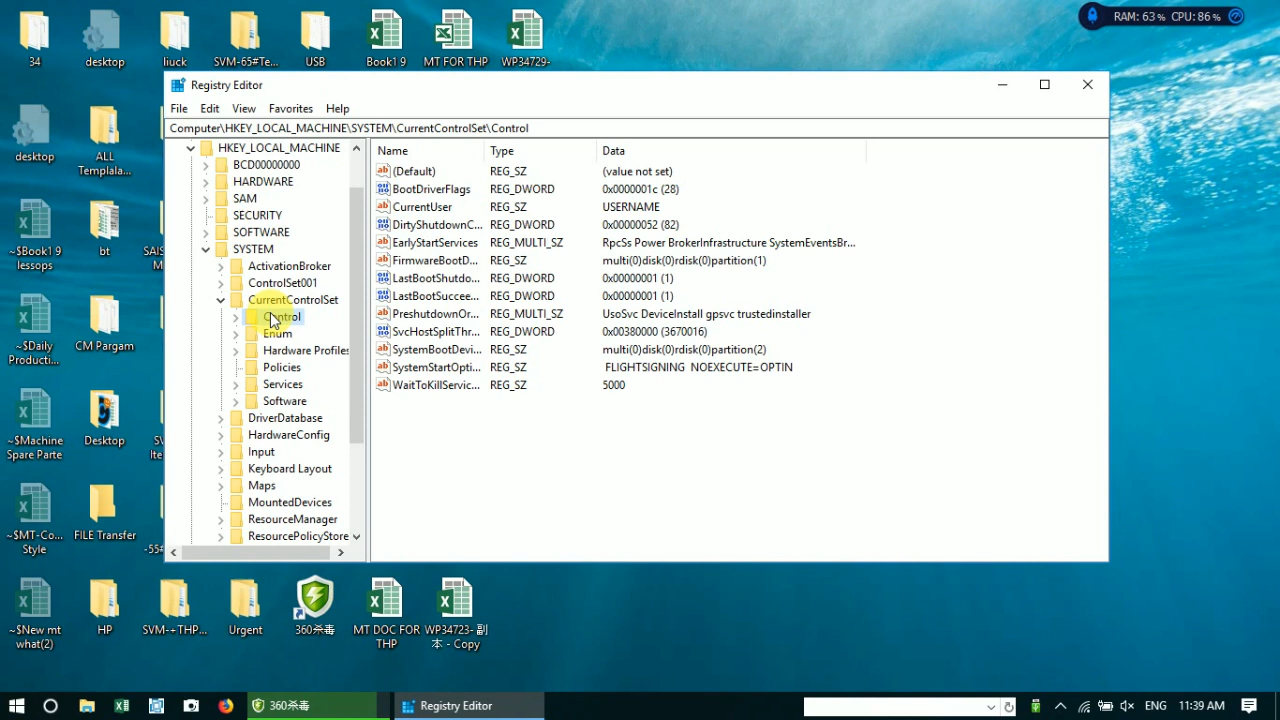 34
desktop
liuck
SVM-65#Te...
USB
Book1 9
MT FOR THP
WP34729-
RAM: 63% CPU: 86%
desktop
ALL
Templala...
~$Book1 9
lessops
bt
SAIS
M
~$Daily
Producti...
CM Pargam
~$Machine
Spare Parte
Desktop
SV
Ite
~$MT-Co...
Style
FILE Transfer
-55#
~$New mt
what(2)
HP
SVM-+THP...
Urgent
360杀毒
MT DOC FOR
THP
WP34723- 副
本 - Copy
Registry Editor
File Edit View Favorites Help
Computer\HKEY_LOCAL_MACHINE\SYSTEM\CurrentControlSet\Control
HKEY_LOCAL_MACHINE
BCD00000000
HARDWARE
SAM
SECURITY
SOFTWARE
SYSTEM
ActivationBroker
ControlSet001
CurrentControlSet
Control
Enum
Hardware Profiles
Policies
Services
Software
DriverDatabase
HardwareConfig
Input
Keyboard Layout
Maps
MountedDevices
ResourceManager
ResourcePolicyStore
Name Type Data
(Default) REG_SZ (value not set)
BootDriverFlags REG_DWORD 0x0000001c (28)
CurrentUser REG_SZ USERNAME
DirtyShutdownC... REG_DWORD 0x00000052 (82)
EarlyStartServices REG_MULTI_SZ RpcSs Power BrokerInfrastructure SystemEventsBr...
FirmwareBootD... REG_SZ multi(0)disk(0)rdisk(0)partition(1)
LastBootShutdo... REG_DWORD 0x00000001 (1)
LastBootSuccee... REG_DWORD 0x00000001 (1)
PreshutdownOr... REG_MULTI_SZ UsoSvc DeviceInstall gpsvc trustedinstaller
SvcHostSplitThr... REG_DWORD 0x00380000 (3670016)
SystemBootDevi... REG_SZ multi(0)disk(0)rdisk(0)partition(2)
SystemStartOpti... REG_SZ FLIGHTSIGNING NOEXECUTE=OPTIN
WaitToKillServic... REG_SZ 5000
360杀毒
Registry Editor
ENG
11:39 AM